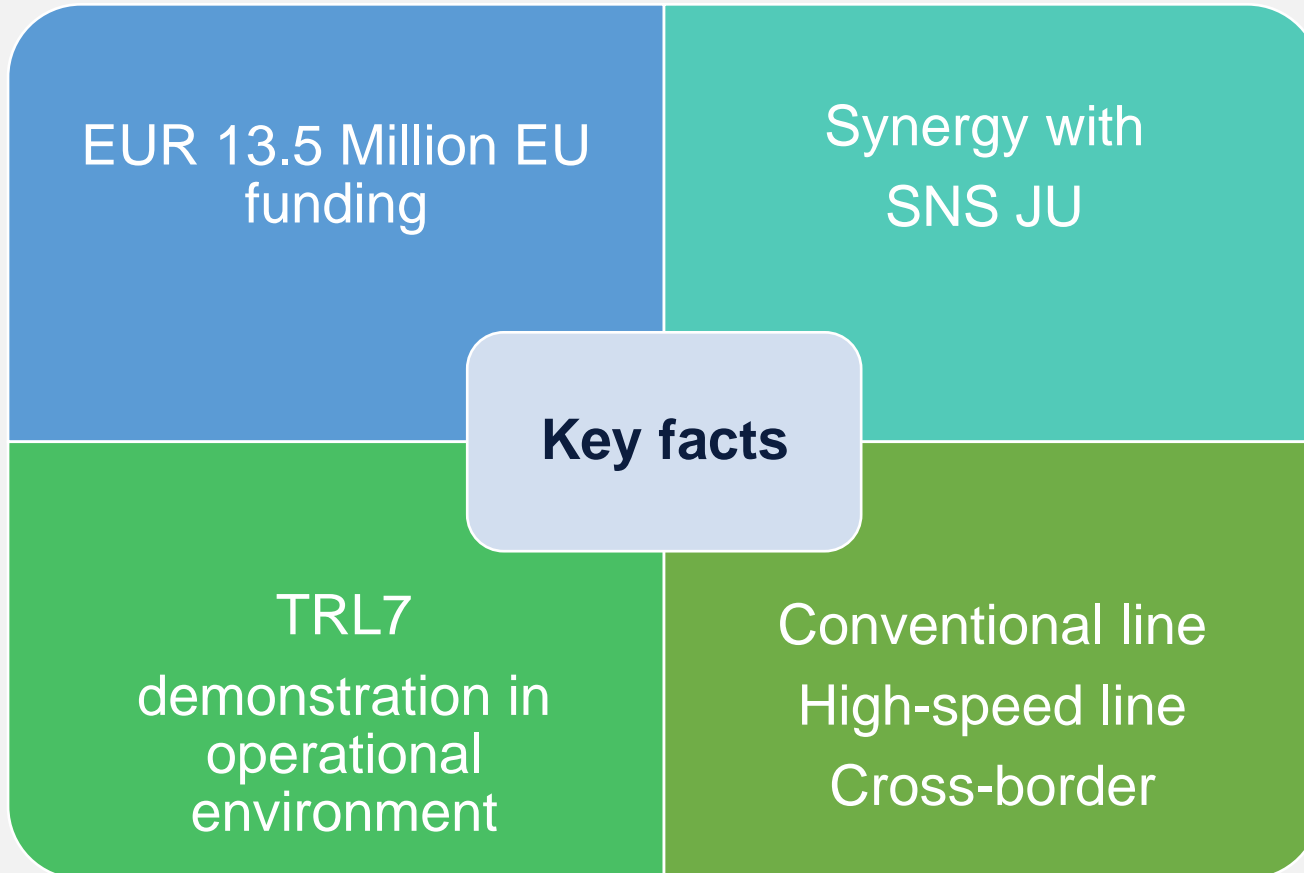 EUR 13.5 Million EU
funding
Synergy with
SNS JU
Key facts
TRL7
demonstration in
operational
environment
Conventional line
High-speed line
Cross-border